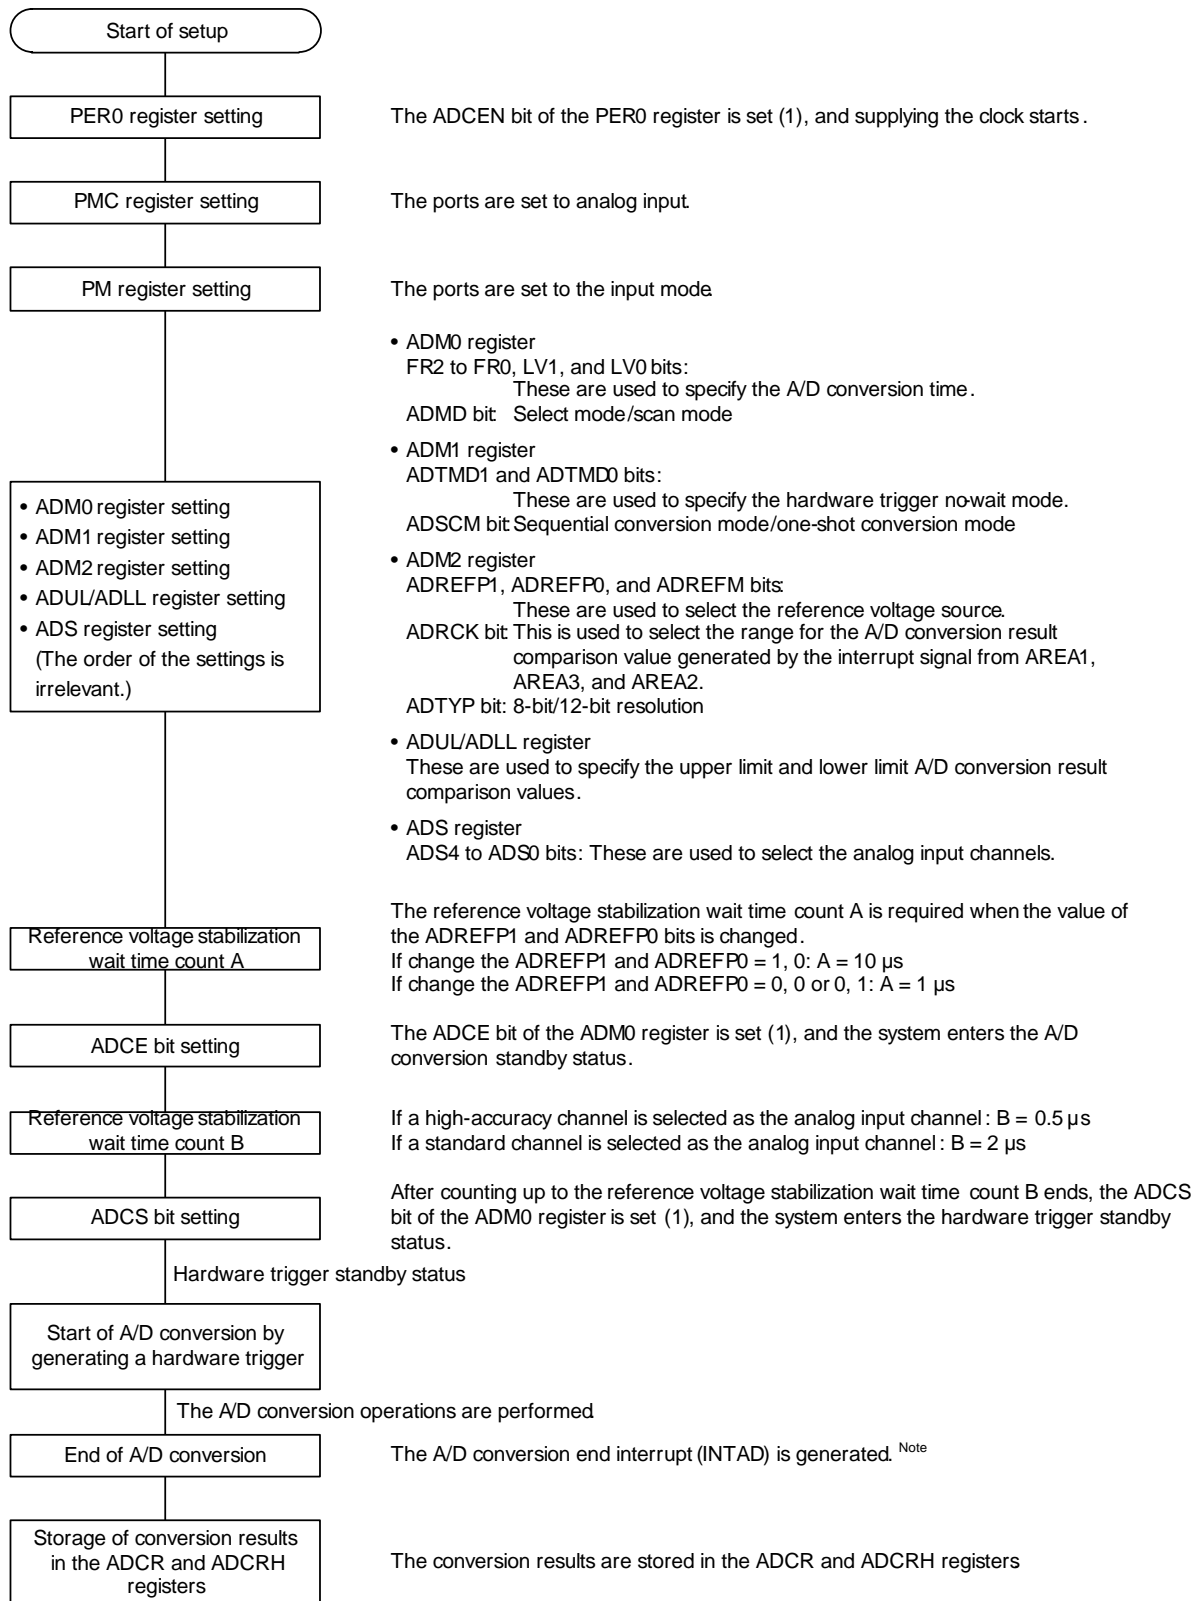 Start of setup
PER0 register setting
The ADCEN bit of the PER0 register is set (1), and supplying the clock starts.
PMC register setting
The ports are set to analog input.
PM register setting
The ports are set to the input mode.
• ADM0 register
FR2 to FR0, LV1, and LV0 bits:
These are used to specify the A/D conversion time.
ADMD bit: Select mode/scan mode
• ADM1 register
ADTMD1 and ADTMD0 bits:
These are used to specify the hardware trigger no-wait mode.
ADSCM bit: Sequential conversion mode/one-shot conversion mode
• ADM2 register
ADREFP1, ADREFP0, and ADREFM bits:
These are used to select the reference voltage source.
ADRCK bit: This is used to select the range for the A/D conversion result
comparison value generated by the interrupt signal from AREA1,
AREA3, and AREA2.
ADTYP bit: 8-bit/12-bit resolution
• ADUL/ADLL register
These are used to specify the upper limit and lower limit A/D conversion result
comparison values.
• ADS register
ADS4 to ADS0 bits: These are used to select the analog input channels.
• ADM0 register setting
• ADM1 register setting
• ADM2 register setting
• ADUL/ADLL register setting
• ADS register setting
(The order of the settings is
irrelevant.)
Reference voltage stabilization
wait time count A
The reference voltage stabilization wait time count A is required when the value of
the ADREFP1 and ADREFP0 bits is changed.
If change the ADREFP1 and ADREFP0 = 1, 0: A = 10 µs
If change the ADREFP1 and ADREFP0 = 0, 0 or 0, 1: A = 1 µs
ADCE bit setting
The ADCE bit of the ADM0 register is set (1), and the system enters the A/D
conversion standby status.
Reference voltage stabilization
wait time count B
If a high-accuracy channel is selected as the analog input channel: B = 0.5 µs
If a standard channel is selected as the analog input channel: B = 2 µs
ADCS bit setting
After counting up to the reference voltage stabilization wait time count B ends, the ADCS
bit of the ADM0 register is set (1), and the system enters the hardware trigger standby
status.
Hardware trigger standby status
Start of A/D conversion by
generating a hardware trigger
The A/D conversion operations are performed.
End of A/D conversion
The A/D conversion end interrupt (INTAD) is generated. Note
Storage of conversion results
in the ADCR and ADCRH
registers
The conversion results are stored in the ADCR and ADCRH registers